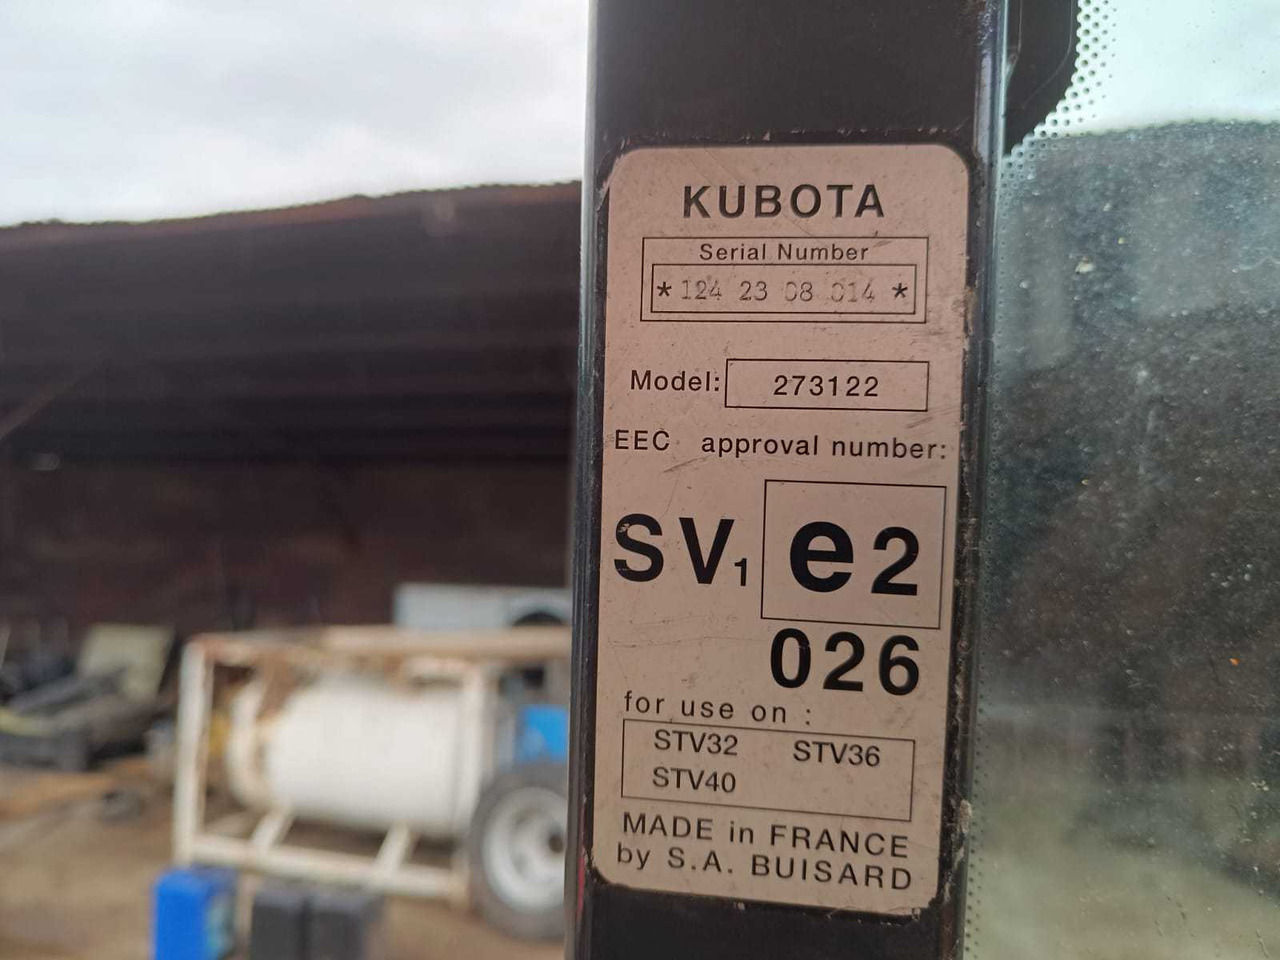 KUBOTA
Serial Number
* 124 23 08 014 *
Model: 273122
EEC approval number:
SV1 e2
026
for use on :
STV32 STV36
STV40
MADE in FRANCE
by S.A. BUISARD